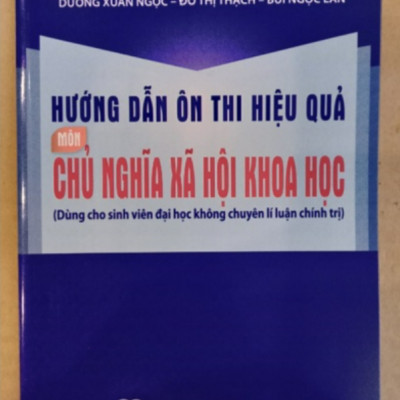 DƯƠNG XUÂN NGỌC – ĐỖ THỊ THẠCH – BÙI NGỌC LAN
HƯỚNG DẪN ÔN THI HIỆU QUẢ
MÔN
CHỦ NGHĨA XÃ HỘI KHOA HỌC
(Dùng cho sinh viên đại học không chuyên lí luận chính trị)